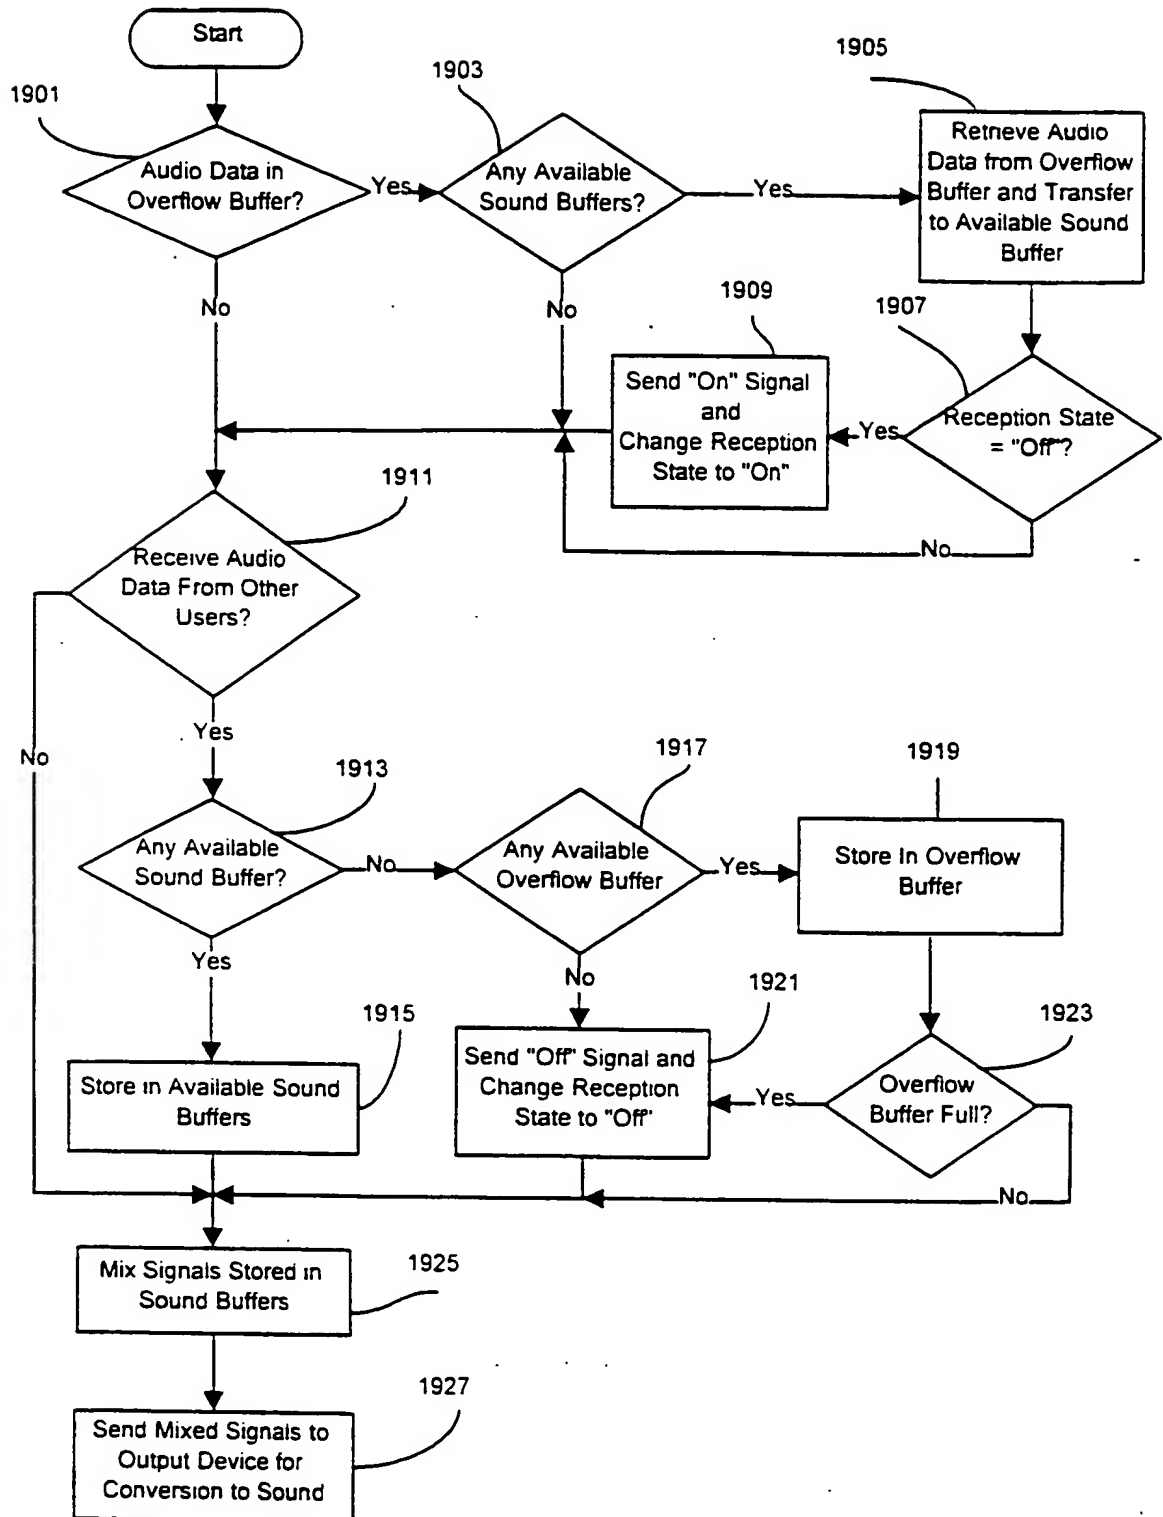 Start
1901
1903
1905
Audio Data in
Overflow Buffer?
Yes
Any Available
Sound Buffers?
Yes
Retrieve Audio
Data from Overflow
Buffer and Transfer
to Available Sound
Buffer
No
No
1909
1907
Send "On" Signal
and
Change Reception
State to "On"
Yes
Reception State
= "Off"?
No
1911
Receive Audio
Data From Other
Users?
No
Yes
1913
1917
1919
Any Available
Sound Buffer?
No
Any Available
Overflow Buffer
Yes
Store In Overflow
Buffer
Yes
No
1915
1921
1923
Store in Available Sound
Buffers
Send "Off" Signal and
Change Reception
State to "Off"
Yes
Overflow
Buffer Full?
No
1925
Mix Signals Stored in
Sound Buffers
1927
Send Mixed Signals to
Output Device for
Conversion to Sound